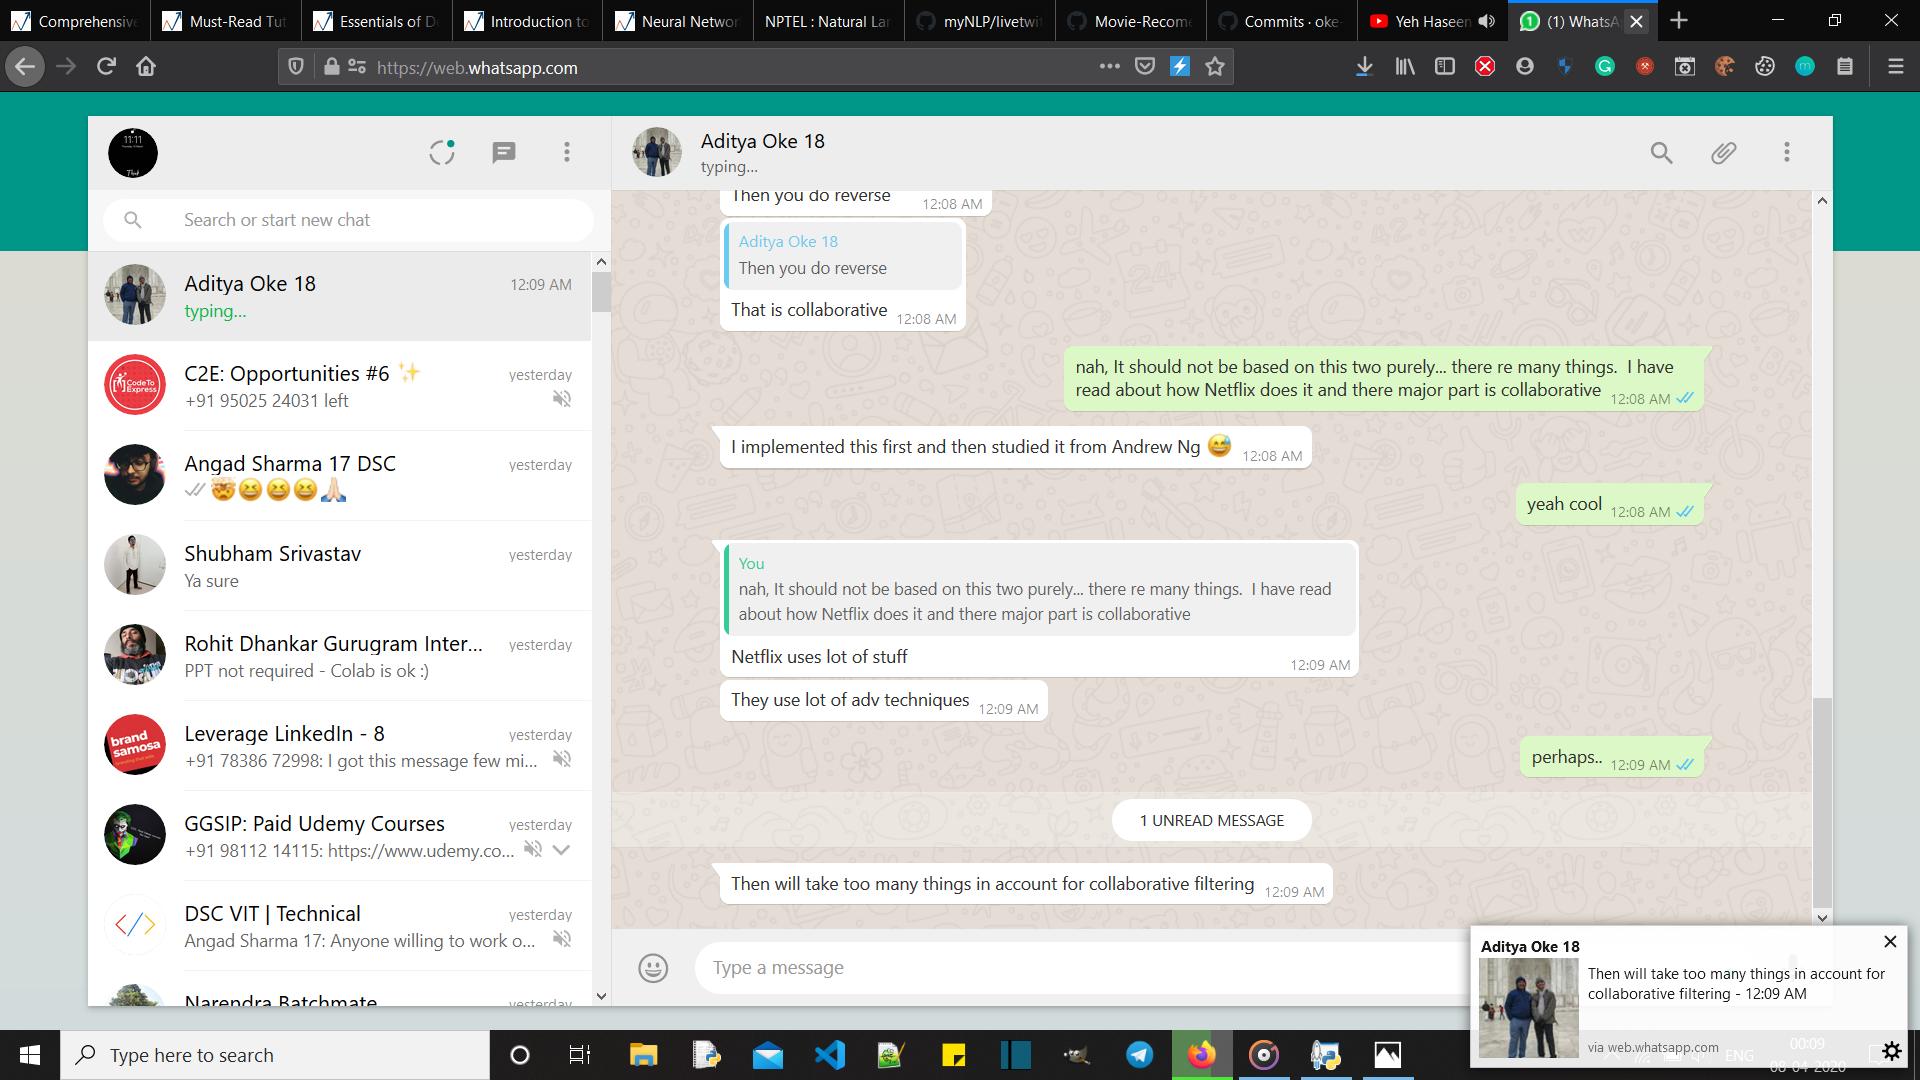 Comprehensive
Must-Read Tut
Essentials of De
Introduction to
Neural Networ
NPTEL : Natural Lan
myNLP/livetwit
Movie-Recom
Commits · oke-
Yeh Haseen
(1) WhatsA
https://web.whatsapp.com
11:11
Search or start new chat
Aditya Oke 18
12:09 AM
typing...
C2E: Opportunities #6 ✨
yesterday
+91 95025 24031 left
CodeTo
Express
Angad Sharma 17 DSC
yesterday
🤯😆😆😆🙏🏻
Shubham Srivastav
yesterday
Ya sure
Rohit Dhankar Gurugram Inter...
yesterday
PPT not required - Colab is ok :)
brand
samosa
Leverage LinkedIn - 8
yesterday
+91 78386 72998: I got this message few mi...
GGSIP: Paid Udemy Courses
yesterday
+91 98112 14115: https://www.udemy.co...
DSC VIT | Technical
yesterday
Angad Sharma 17: Anyone willing to work o...
Narendra Batchmate
yesterday
Aditya Oke 18
typing...
Then you do reverse
12:08 AM
Aditya Oke 18
Then you do reverse
That is collaborative
12:08 AM
nah, It should not be based on this two purely... there re many things. I have
read about how Netflix does it and there major part is collaborative
12:08 AM
I implemented this first and then studied it from Andrew Ng 😅
12:08 AM
yeah cool
12:08 AM
You
nah, It should not be based on this two purely... there re many things. I have read
about how Netflix does it and there major part is collaborative
Netflix uses lot of stuff
12:09 AM
They use lot of adv techniques
12:09 AM
perhaps..
12:09 AM
1 UNREAD MESSAGE
Then will take too many things in account for collaborative filtering
12:09 AM
Type a message
Aditya Oke 18
Then will take too many things in account for
collaborative filtering - 12:09 AM
via web.whatsapp.com
Type here to search
ENG
00:09
08-04-2020